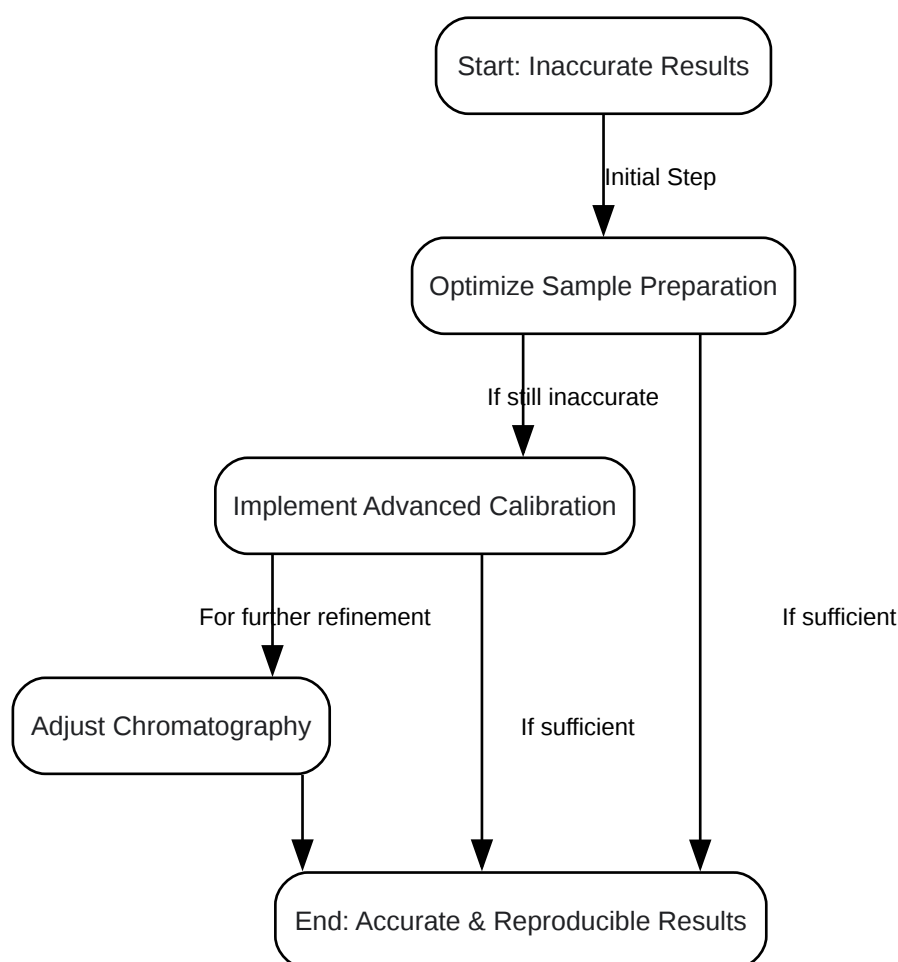 Start: Inaccurate Results
Initial Step
Optimize Sample Preparation
If still inaccurate
Implement Advanced Calibration
For further refinement
If sufficient
Adjust Chromatography
If sufficient
End: Accurate & Reproducible Results